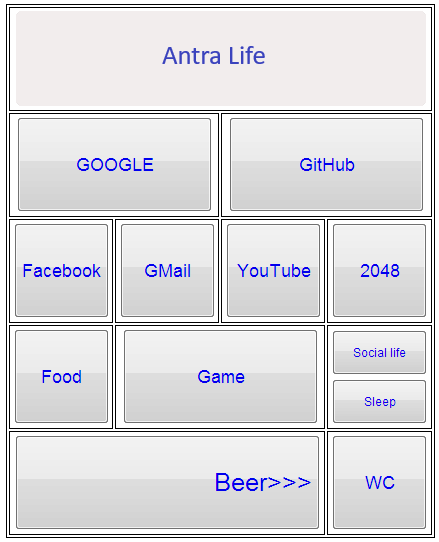 Antra Life
GOOGLE
GitHub
Facebook
GMail
YouTube
2048
Food
Game
Social life
Sleep
Beer>>>
WC